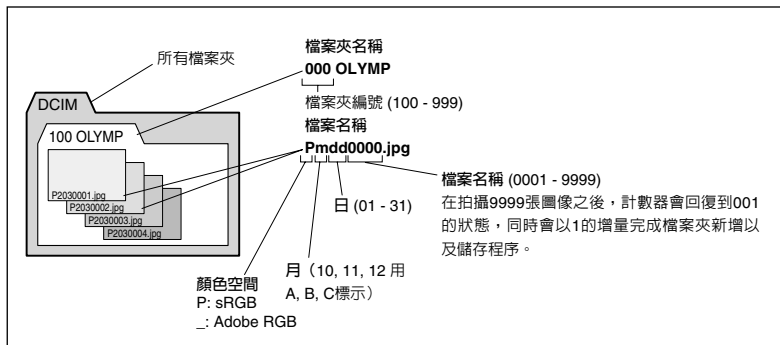 所有檔案夾
檔案夾名稱
000 OLYMP
檔案夾編號 (100 - 999)
DCIM
100 OLYMP
P2030001.jpg
P2030002.jpg
P2030003.jpg
P2030004.jpg
檔案名稱
Pmdd0000.jpg
檔案名稱 (0001 - 9999)
在拍攝9999張圖像之後，計數器會回復到001
的狀態，同時會以1的增量完成檔案夾新增以
及儲存程序。
日 (01 - 31)
月（10, 11, 12 用
A, B, C標示）
顏色空間
P: sRGB
_: Adobe RGB